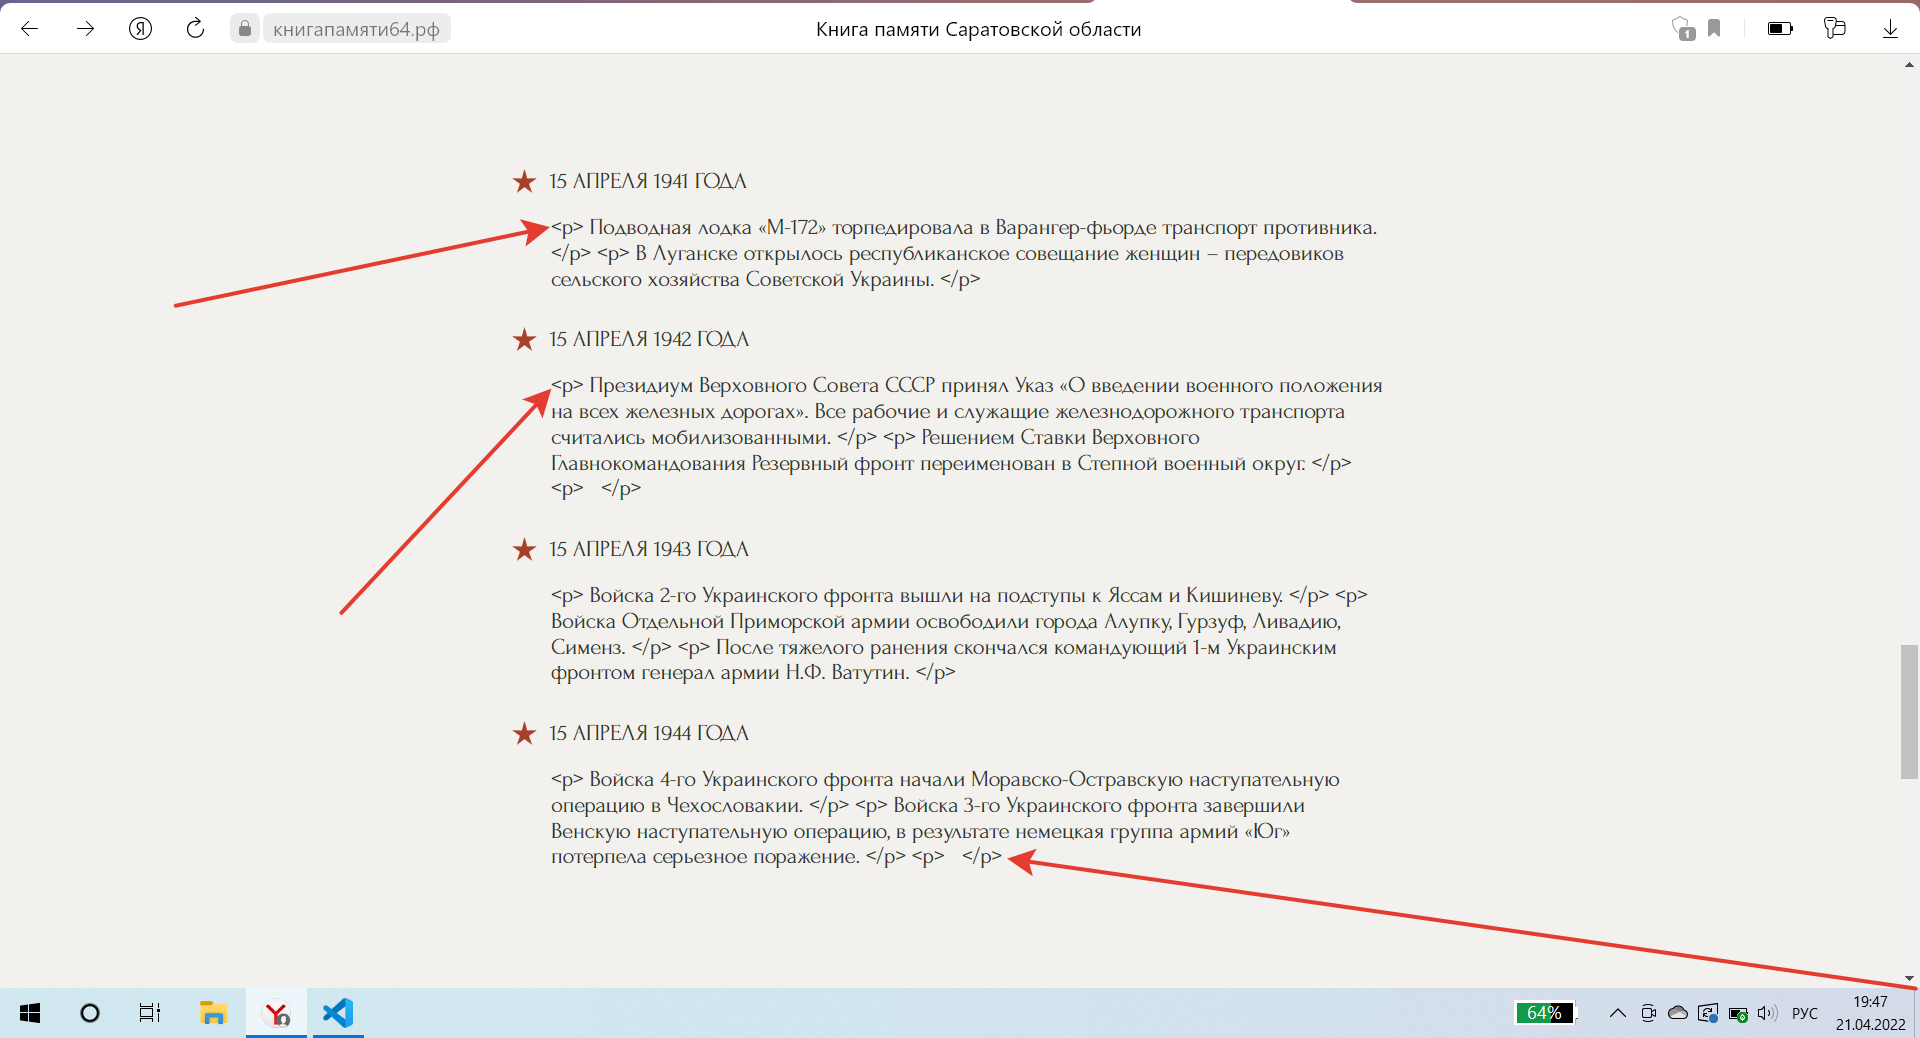 книгапамяти64.рф
Книга памяти Саратовской области
1
15 АПРЕЛЯ 1941 ГОДА
<p> Подводная лодка «М-172» торпедировала в Варангер-фьорде транспорт противника.
</p> <p> В Луганске открылось республиканское совещание женщин – передовиков
сельского хозяйства Советской Украины. </p>
15 АПРЕЛЯ 1942 ГОДА
<p> Президиум Верховного Совета СССР принял Указ «О введении военного положения
на всех железных дорогах». Все рабочие и служащие железнодорожного транспорта
считались мобилизованными. </p> <p> Решением Ставки Верховного
Главнокомандования Резервный фронт переименован в Степной военный округ. </p>
<p>   </p>
15 АПРЕЛЯ 1943 ГОДА
<p> Войска 2-го Украинского фронта вышли на подступы к Яссам и Кишиневу. </p> <p>
Войска Отдельной Приморской армии освободили города Алупку, Гурзуф, Ливадию,
Сименз. </p> <p> После тяжелого ранения скончался командующий 1-м Украинским
фронтом генерал армии Н.Ф. Ватутин. </p>
15 АПРЕЛЯ 1944 ГОДА
<p> Войска 4-го Украинского фронта начали Моравско-Остравскую наступательную
операцию в Чехословакии. </p> <p> Войска 3-го Украинского фронта завершили
Венскую наступательную операцию, в результате немецкая группа армий «Юг»
потерпела серьезное поражение. </p> <p>   </p>
64%
РУС
19:47
21.04.2022